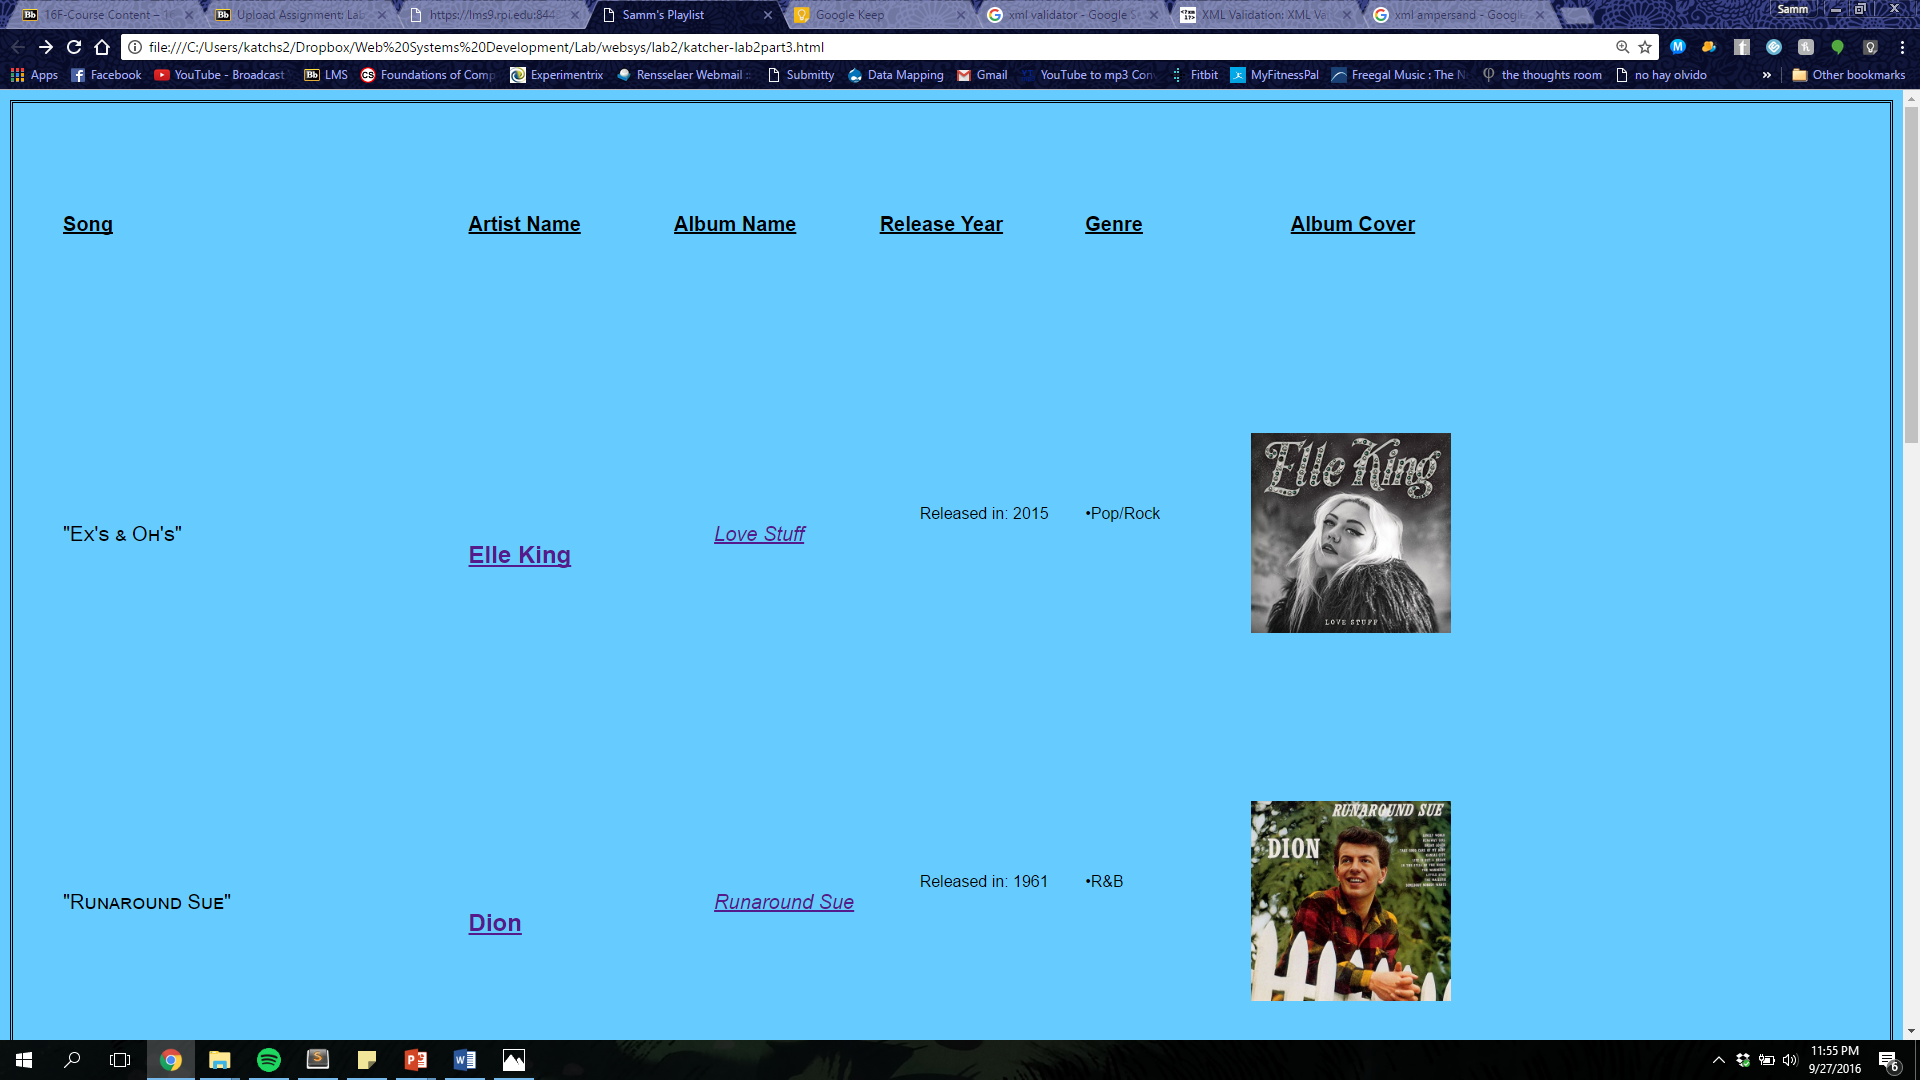 16F-Course Content –
Upload Assignment: La
https://lms9.rpi.edu:844
Samm's Playlist
Google Keep
xml validator - Google
XML Validation: XML Va
xml ampersand - Google
Samm
file:///C:/Users/katchs2/Dropbox/Web%20Systems%20Development/Lab/websys/lab2/katcher-lab2part3.html
Apps
Facebook
YouTube - Broadcast
LMS
Foundations of Comp
Experimentrix
Rensselaer Webmail ::
Submitty
Data Mapping
Gmail
YouTube to mp3 Con
Fitbit
MyFitnessPal
Freegal Music : The N
the thoughts room
no hay olvido
»
Other bookmarks
Song
Artist Name
Album Name
Release Year
Genre
Album Cover
"Ex's & Oh's"
Elle King
Love Stuff
Released in: 2015
•Pop/Rock
Elle King
LOVE STUFF
"Runaround Sue"
Dion
Runaround Sue
Released in: 1961
•R&B
RUNAROUND SUE
DION
11:55 PM
9/27/2016
6